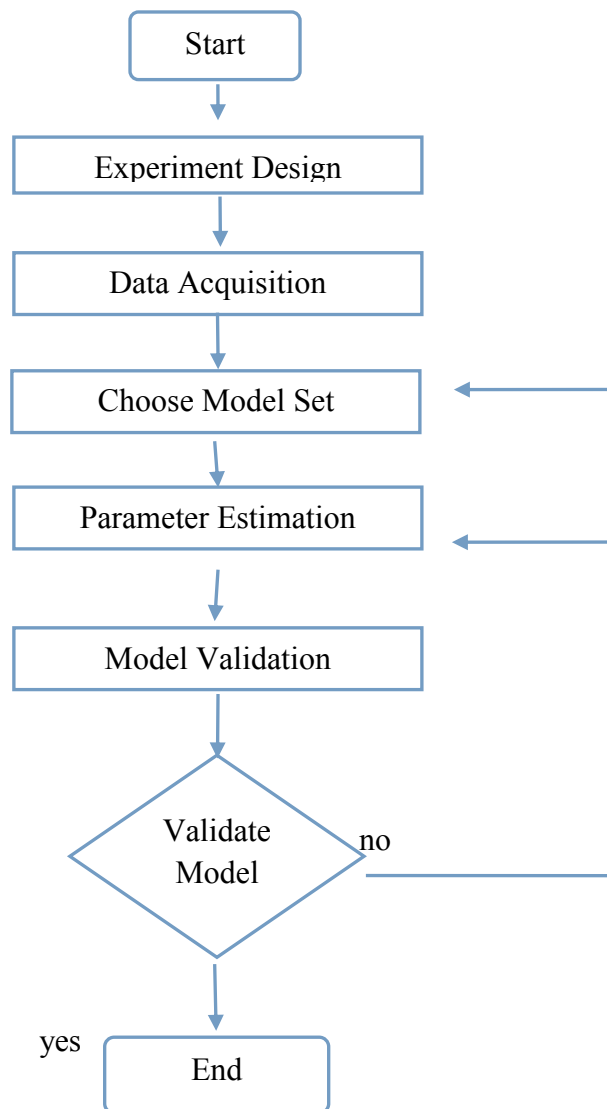 Start
Experiment Design
Data Acquisition
Choose Model Set
Parameter Estimation
Model Validation
Validate
Model
no
yes
End